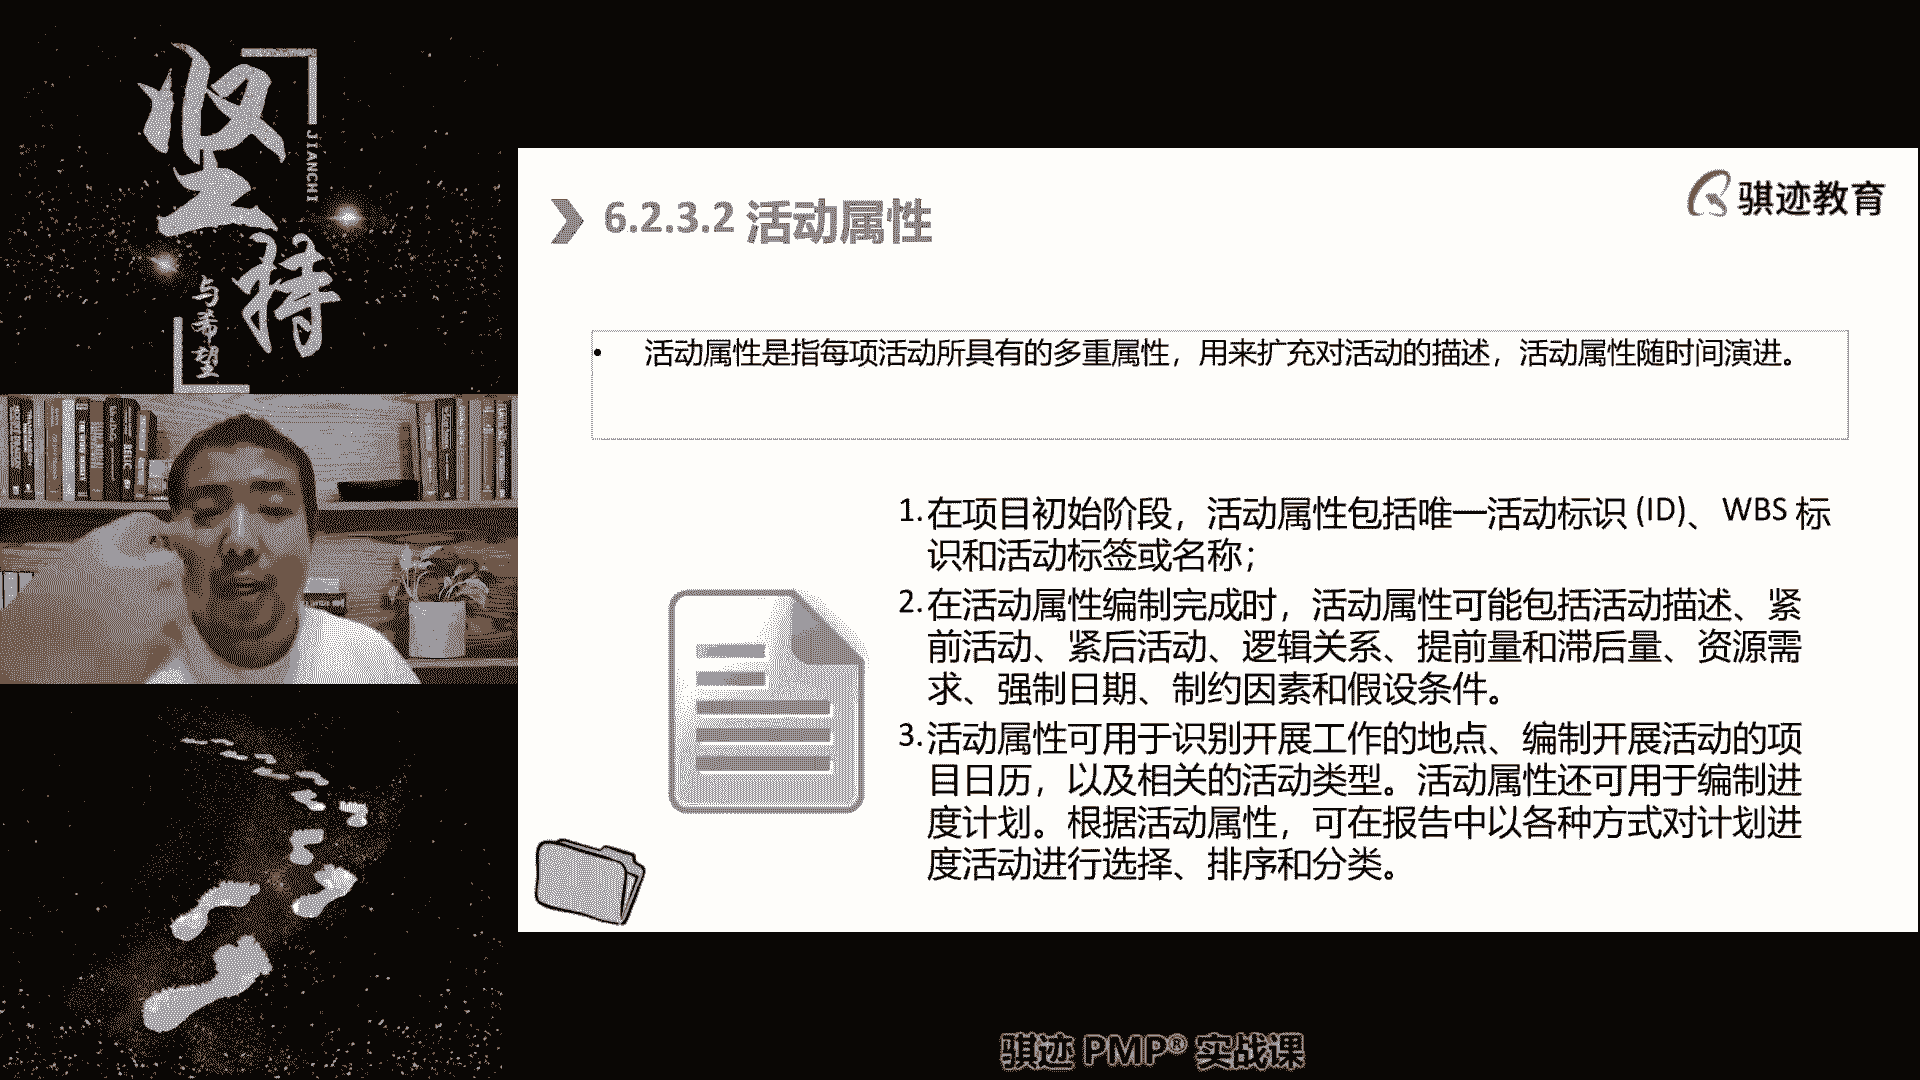 坚持
JIANCHI
与希望
骐迹教育
6.2.3.2 活动属性
• 活动属性是指每项活动所具有的多重属性，用来扩充对活动的描述，活动属性随时间演进。
1.在项目初始阶段，活动属性包括唯一活动标识 (ID)、WBS 标
识和活动标签或名称；
2.在活动属性编制完成时，活动属性可能包括活动描述、紧
前活动、紧后活动、逻辑关系、提前量和滞后量、资源需
求、强制日期、制约因素和假设条件。
3.活动属性可用于识别开展工作的地点、编制开展活动的项
目日历，以及相关的活动类型。活动属性还可用于编制进
度计划。根据活动属性，可在报告中以各种方式对计划进
度活动进行选择、排序和分类。
骐迹 PMP® 实战课